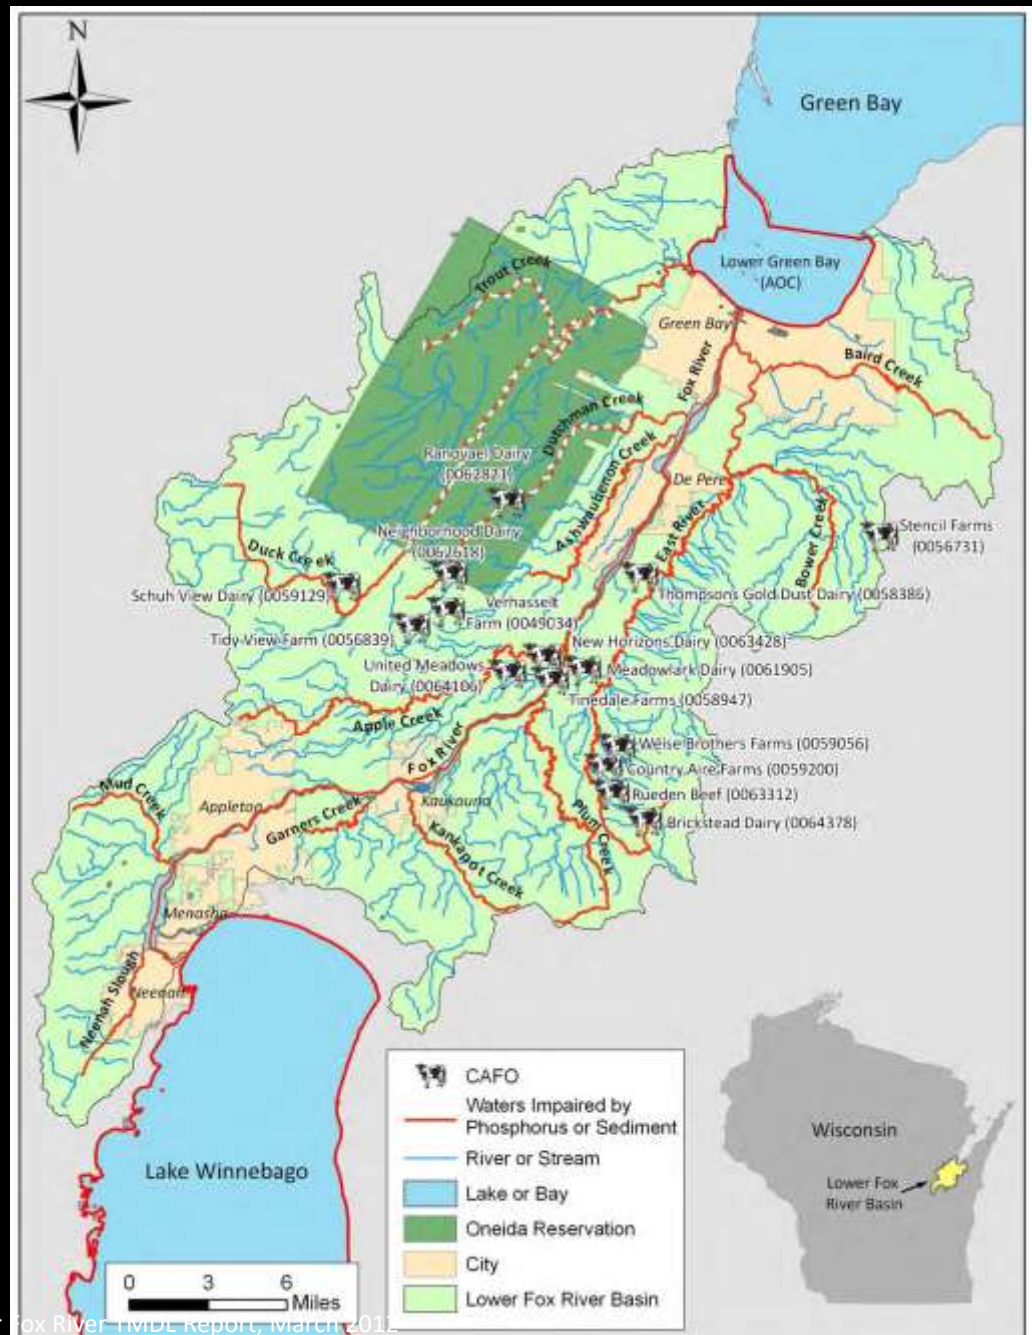 N
Green Bay
Lower Green Bay
(AOC)
Trout Creek
Green Bay
Fox River
Baird Creek
Dutchman Creek
Ranovael Dairy
(0062821)
Ashwaubenon Creek
De Pere
Neighborhood Dairy
(0062618)
East River
Bower Creek
Stencil Farms
(0056731)
Duck Creek
Schuh View Dairy (0059129)
Thompsons Gold Dust Dairy (0058386)
Vernasselt
Farm (0049034)
Tidy View Farm (0056839)
New Horizons Dairy (0063428)
United Meadows
Dairy (0064106)
Meadowlark Dairy (0061905)
Tinedale Farms (0058947)
Apple Creek
Fox River
Weise Brothers Farms (0059056)
Country Aire Farms (0059200)
Rueden Beef (0063312)
Brickstead Dairy (0064378)
Mud Creek
Appleton
Garners Creek
Kaukauna
Plum Creek
Kankapot Creek
Menasha
Neenah Slough
Neenah
Lake Winnebago
CAFO
Waters Impaired by
Phosphorus or Sediment
River or Stream
Lake or Bay
Oneida Reservation
City
Lower Fox River Basin
Wisconsin
Lower Fox
River Basin
0 3 6
Miles
Fox River TMDL Report, March 2012